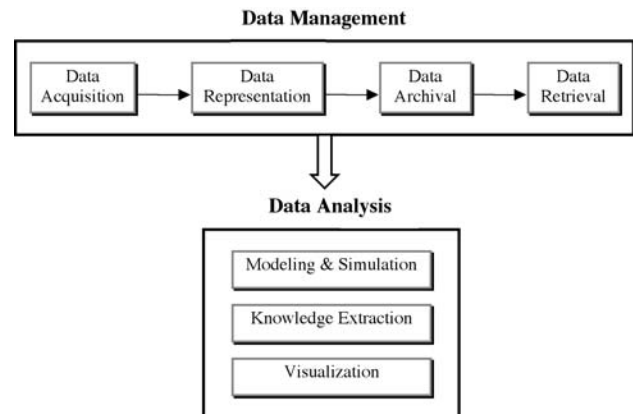 Data Management
Data
Acquisition
Data
Representation
Data
Archival
Data
Retrieval
Data Analysis
Modeling & Simulation
Knowledge Extraction
Visualization